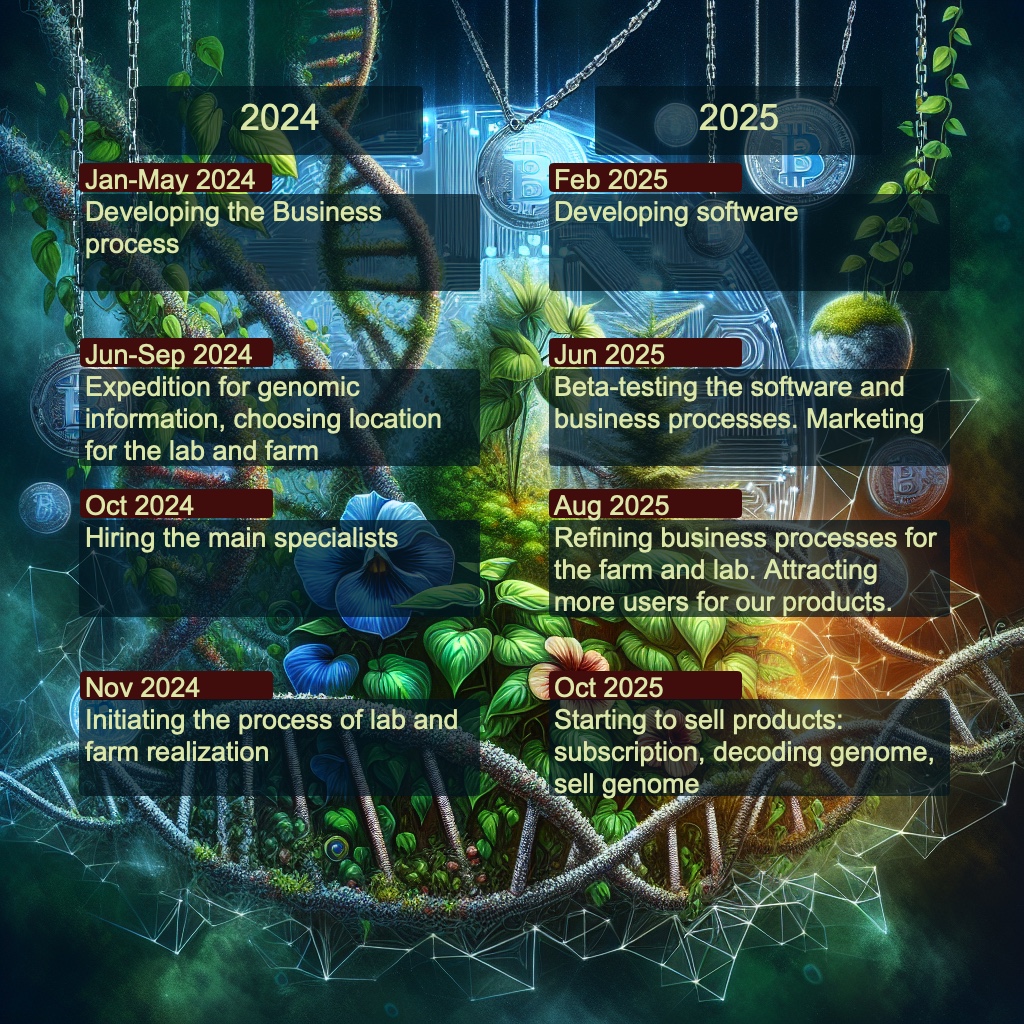 2024
Jan-May 2024
Developing the Business
process
Jun-Sep 2024
Expedition for genomic
information, choosing location
for the lab and farm
Oct 2024
Hiring the main specialists
Nov 2024
Initiating the process of lab and
farm realization
2025
Feb 2025
Developing software
Jun 2025
Beta-testing the software and
business processes. Marketing
Aug 2025
Refining business processes for
the farm and lab. Attracting
more users for our products.
Oct 2025
Starting to sell products:
subscription, decoding genome,
sell genome